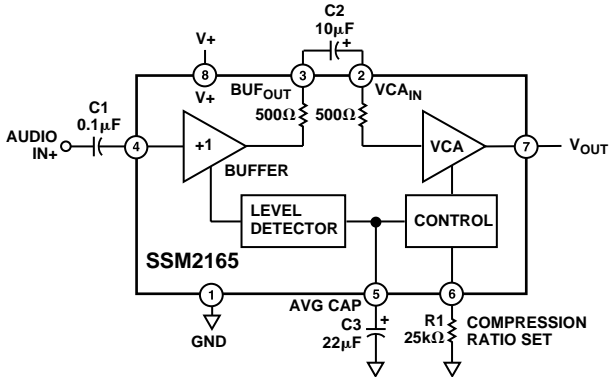 C2
10μF
+
V+
8
V+
BUFOUT
3
2
VCAIN
C1
0.1μF
500Ω
500Ω
AUDIO
IN+
4
+1
BUFFER
VCA
7
VOUT
LEVEL
DETECTOR
CONTROL
SSM2165
1
GND
AVG CAP
5
6
C3
22μF
+
R1
25kΩ
COMPRESSION
RATIO SET